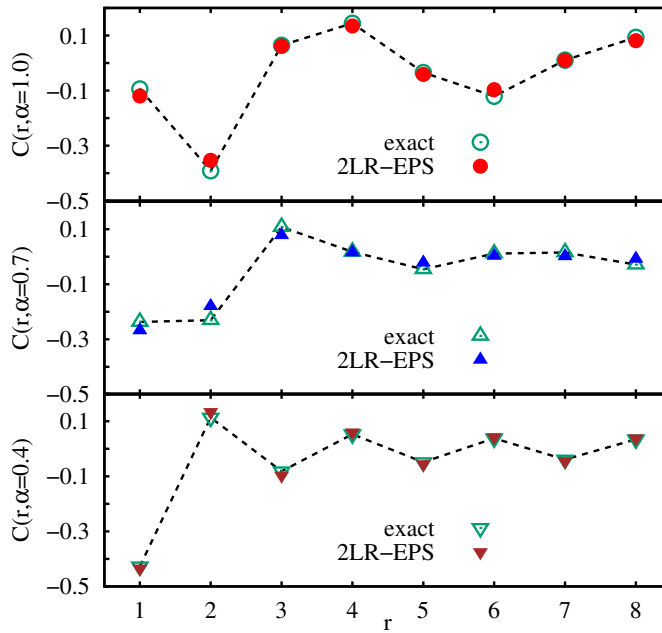 0.1
−0.1
−0.3
−0.5
C(r,α=1.0)
exact
2LR−EPS
0.1
−0.1
−0.3
−0.5
C(r,α=0.7)
exact
2LR−EPS
0.1
−0.1
−0.3
−0.5
C(r,α=0.4)
exact
2LR−EPS
1 2 3 4 5 6 7 8
r